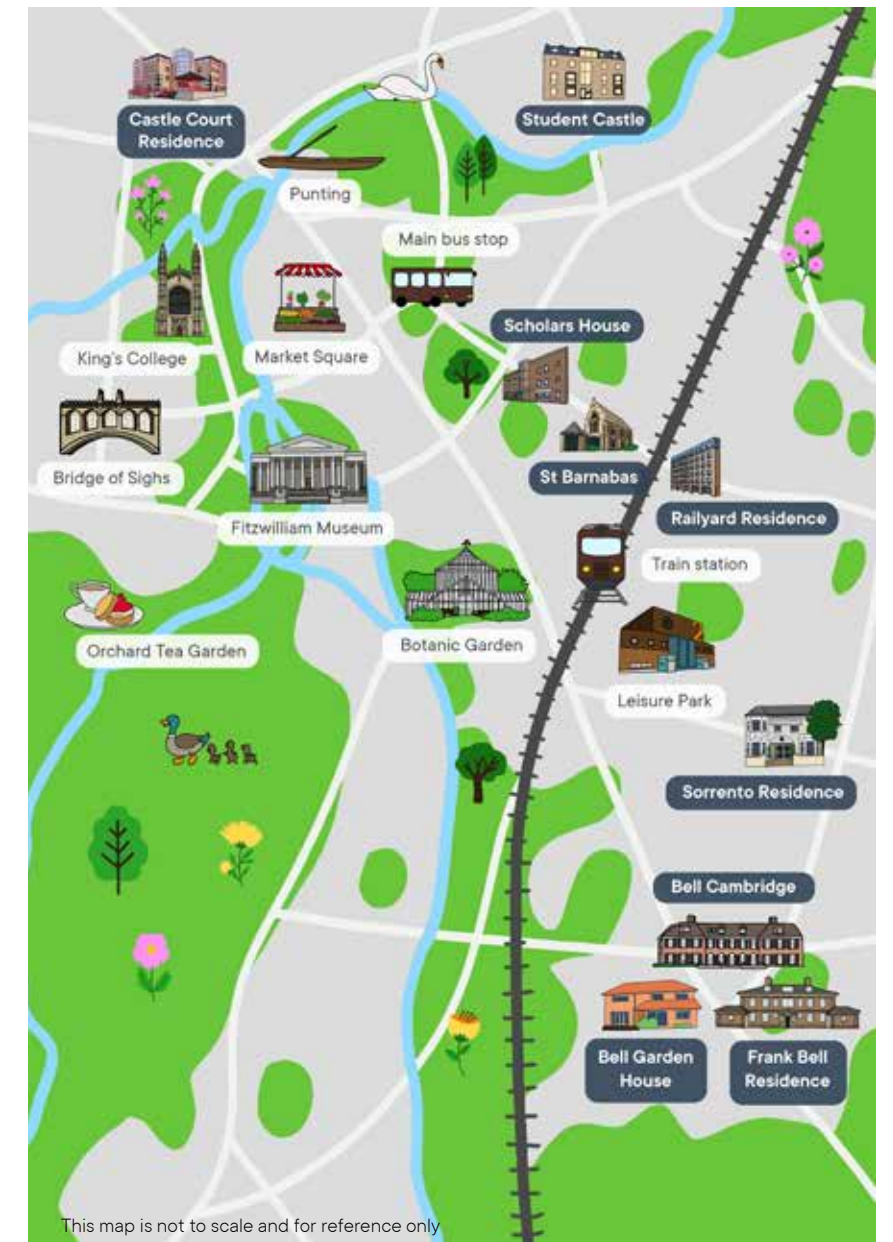 Castle Court
Residence
Student Castle
Punting
Main bus stop
Scholars House
King's College
Market Square
Bridge of Sighs
St Barnabas
Railyard Residence
Fitzwilliam Museum
Train station
Orchard Tea Garden
Botanic Garden
Leisure Park
Sorrento Residence
Bell Cambridge
Bell Garden
House
Frank Bell
Residence
This map is not to scale and for reference only